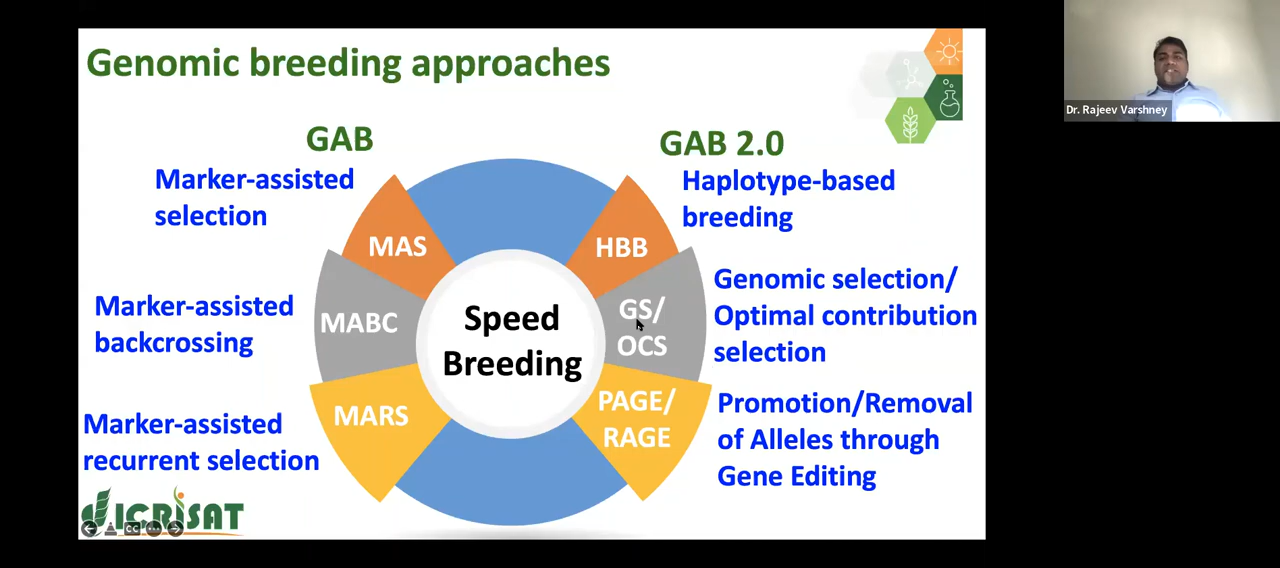 Genomic breeding approaches
Dr. Rajeev Varshney
GAB
GAB 2.0
Marker-assisted
selection
MAS
HBB
Haplotype-based
breeding
Marker-assisted
backcrossing
MABC
Speed
Breeding
GS/
OCS
Genomic selection/
Optimal contribution
selection
Marker-assisted
recurrent selection
MARS
PAGE/
RAGE
Promotion/Removal
of Alleles through
Gene Editing
ICRISAT
CC